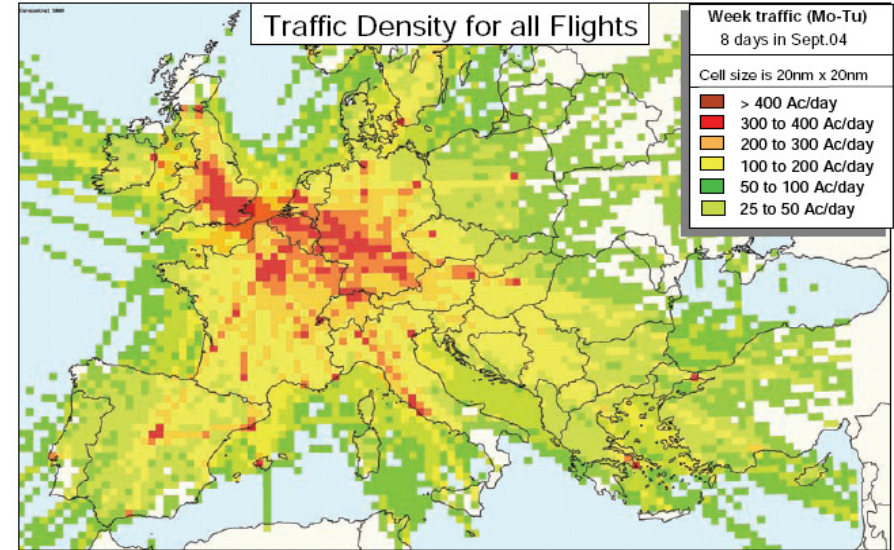 Eurocontrol 2004
Traffic Density for all Flights
Week traffic (Mo-Tu)
8 days in Sept.04
Cell size is 20nm x 20nm
> 400 Ac/day
300 to 400 Ac/day
200 to 300 Ac/day
100 to 200 Ac/day
50 to 100 Ac/day
25 to 50 Ac/day